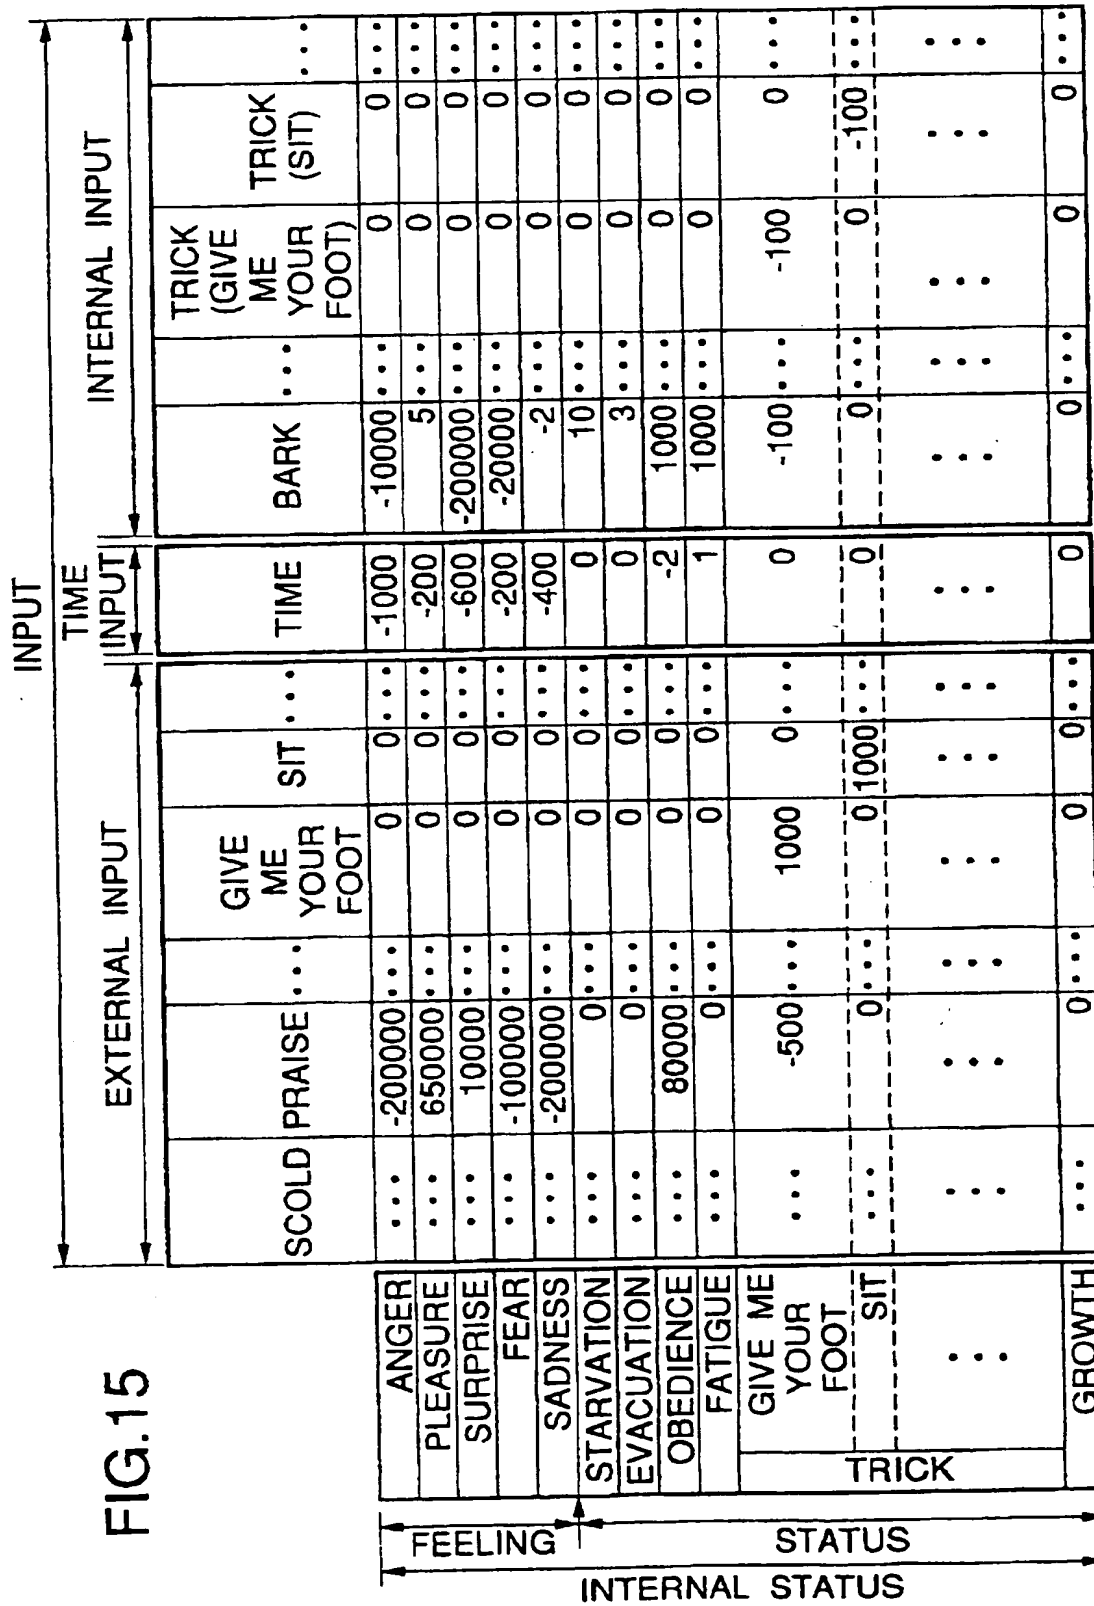 FIG.15
INPUT
EXTERNAL INPUT
TIME
INPUT
INTERNAL INPUT
SCOLD PRAISE ... GIVE ME YOUR FOOT SIT ... TIME BARK ... TRICK (GIVE ME YOUR FOOT) TRICK (SIT) ...
INTERNAL STATUS
FEELING
ANGER ... -200000 ... 0 0 ... -1000 -10000 ... 0 0 ...
PLEASURE ... 650000 ... 0 0 ... -200 5 ... 0 0 ...
SURPRISE ... 10000 ... 0 0 ... -600 -200000 ... 0 0 ...
FEAR ... -100000 ... 0 0 ... -200 -20000 ... 0 0 ...
SADNESS ... -200000 ... 0 0 ... -400 -2 ... 0 0 ...
STATUS
STARVATION ... 0 ... 0 0 ... 0 10 ... 0 0 ...
EVACUATION ... 0 ... 0 0 ... 0 3 ... 0 0 ...
OBEDIENCE ... 80000 ... 0 0 ... -2 1000 ... 0 0 ...
FATIGUE ... 0 ... 0 0 ... 1 1000 ... 0 0 ...
TRICK
GIVE ME YOUR FOOT ... -500 ... 1000 0 ... 0 -100 ... -100 0 ...
SIT ... 0 ... 0 1000 ... 0 0 ... 0 -100 ...
... ... ... ... ... ... ... ... ... ... ... ... ...
GROWTH ... 0 ... 0 0 ... 0 0 ... 0 0 ...